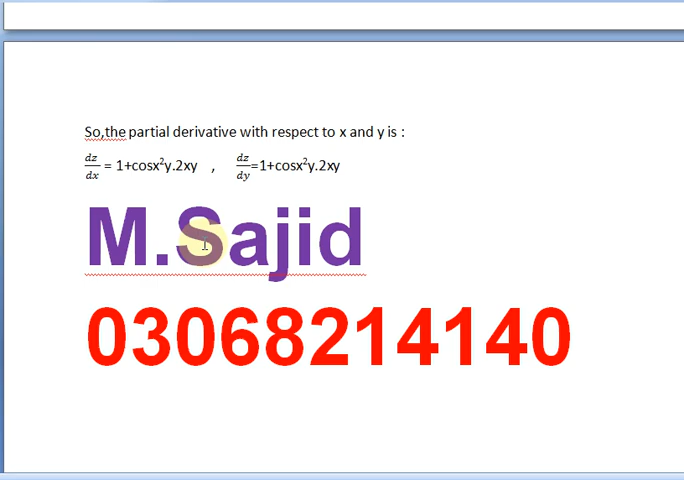 So,the partial derivative with respect to x and y is :
dz/dx = 1+cosx²y.2xy , dz/dy=1+cosx²y.2xy
M.Sajid
03068214140